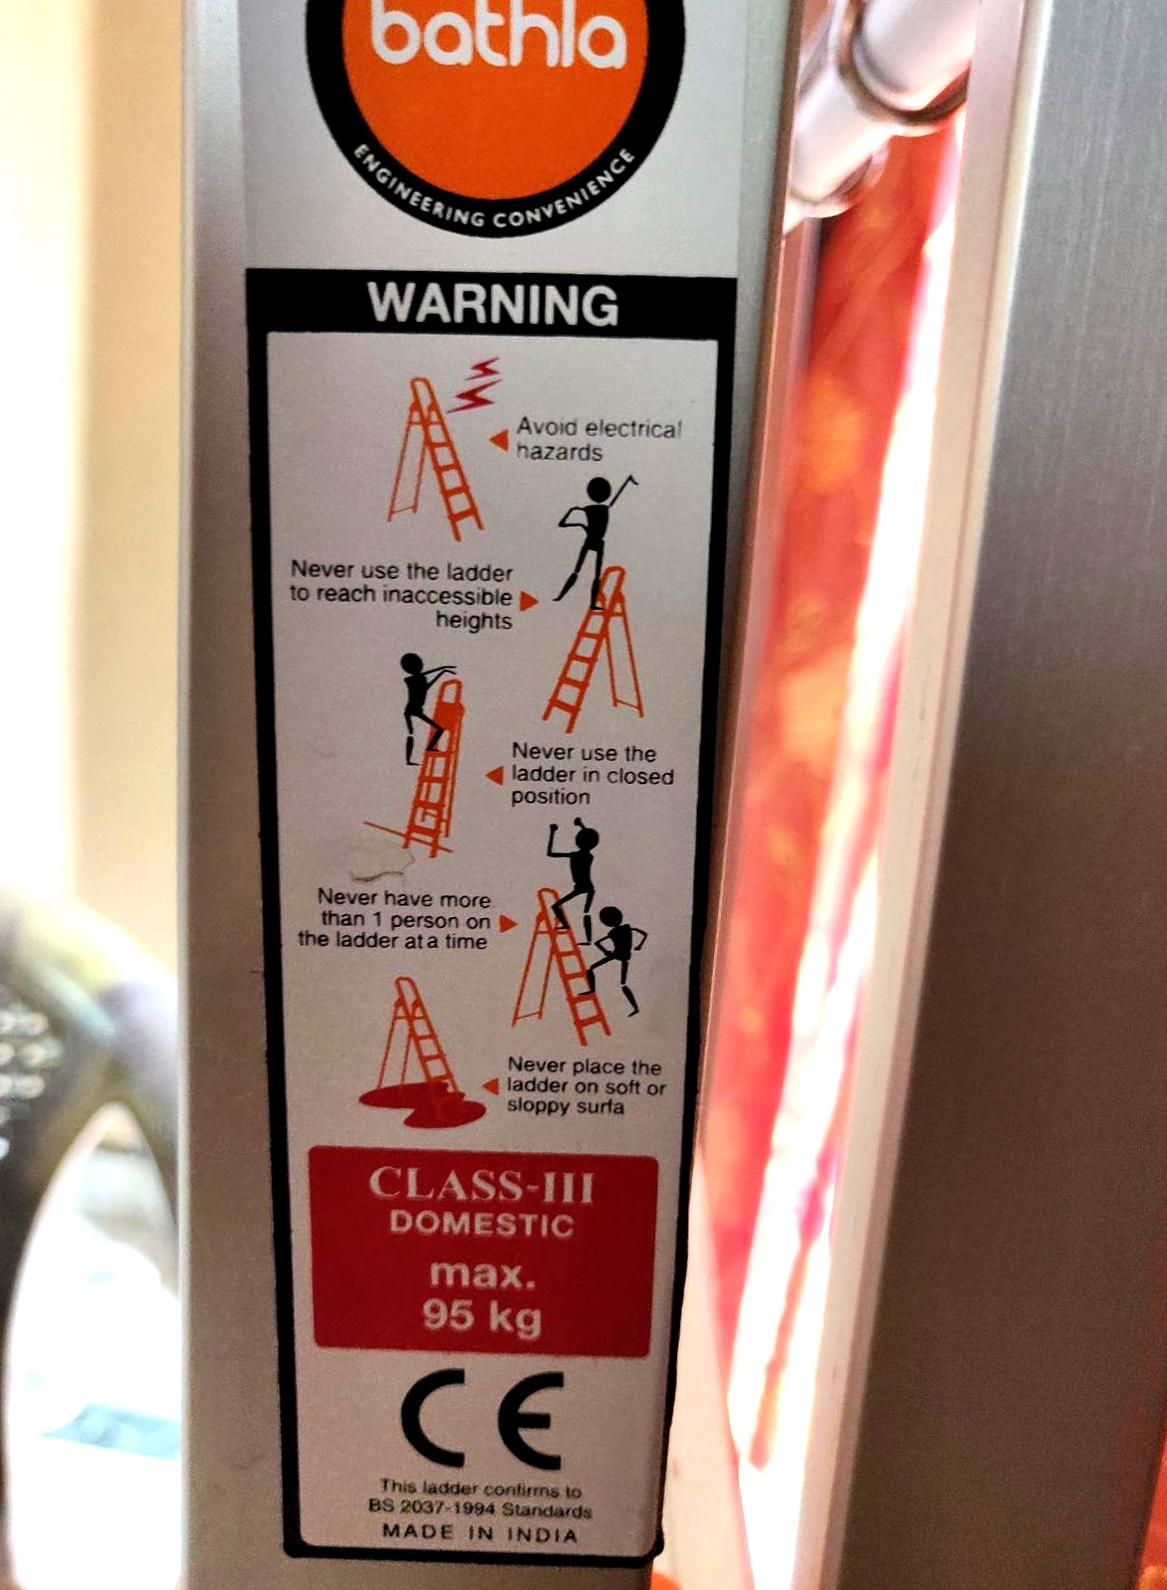 bathla
ENGINEERING CONVENIENCE
WARNING
Avoid electrical
hazards
Never use the ladder
to reach inaccessible
heights
Never use the
ladder in closed
position
Never have more
than 1 person on
the ladder at a time
Never place the
ladder on soft or
sloppy surfa
CLASS-III
DOMESTIC
max.
95 kg
CE
This ladder confirms to
BS 2037-1994 Standards
MADE IN INDIA